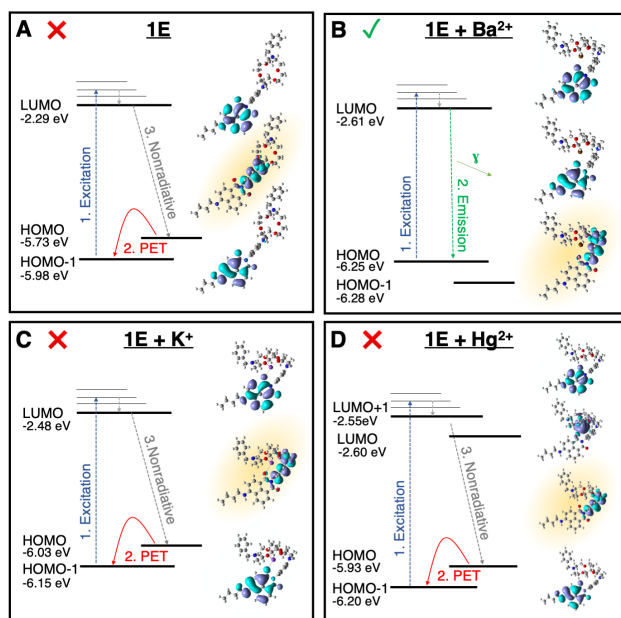 A
1E
LUMO
-2.29 eV
1. Excitation
3. Nonradiative
2. PET
HOMO
-5.73 eV
HOMO-1
-5.98 eV
B
1E + Ba2+
LUMO
-2.61 eV
1. Excitation
2. Emission
γ
HOMO
-6.25 eV
HOMO-1
-6.28 eV
C
1E + K+
LUMO
-2.48 eV
1. Excitation
3.Nonradiative
2. PET
HOMO
-6.03 eV
HOMO-1
-6.15 eV
D
1E + Hg2+
LUMO+1
-2.55eV
LUMO
-2.60 eV
1. Excitation
3. Nonradiative
2. PET
HOMO
-5.93 eV
HOMO-1
-6.20 eV